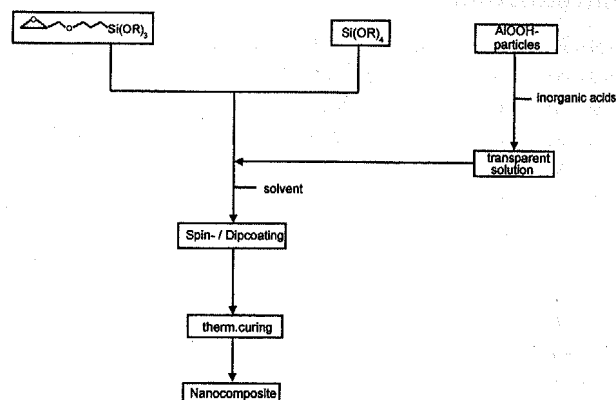 O
O
Si(OR)3
Si(OR)4
AlOOH-
particles
inorganic acids
transparent
solution
solvent
Spin- / Dipcoating
therm.curing
Nanocomposite